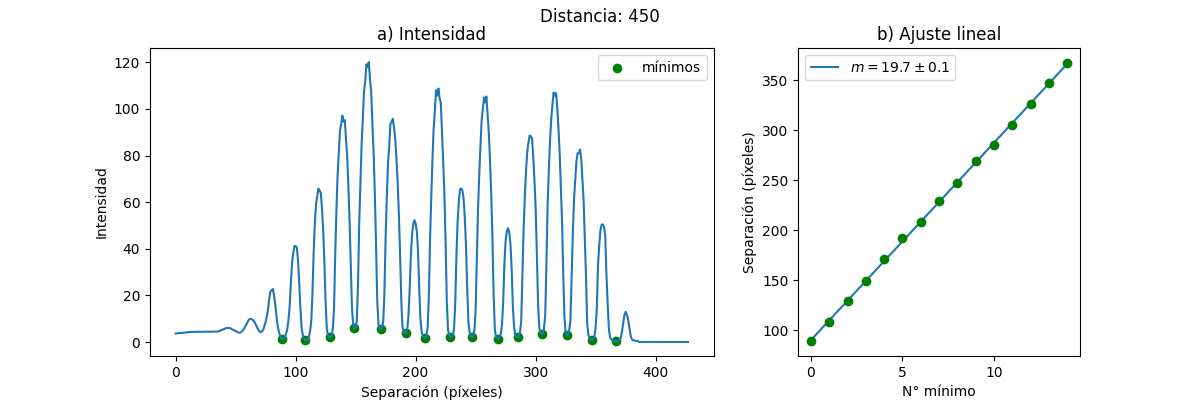 Distancia: 450
a) Intensidad
mínimos
Intensidad
0
20
40
60
80
100
120
0 100 200 300 400
Separación (píxeles)
b) Ajuste lineal
m = 19.7 ± 0.1
Separación (píxeles)
100
150
200
250
300
350
0 5 10
N° mínimo